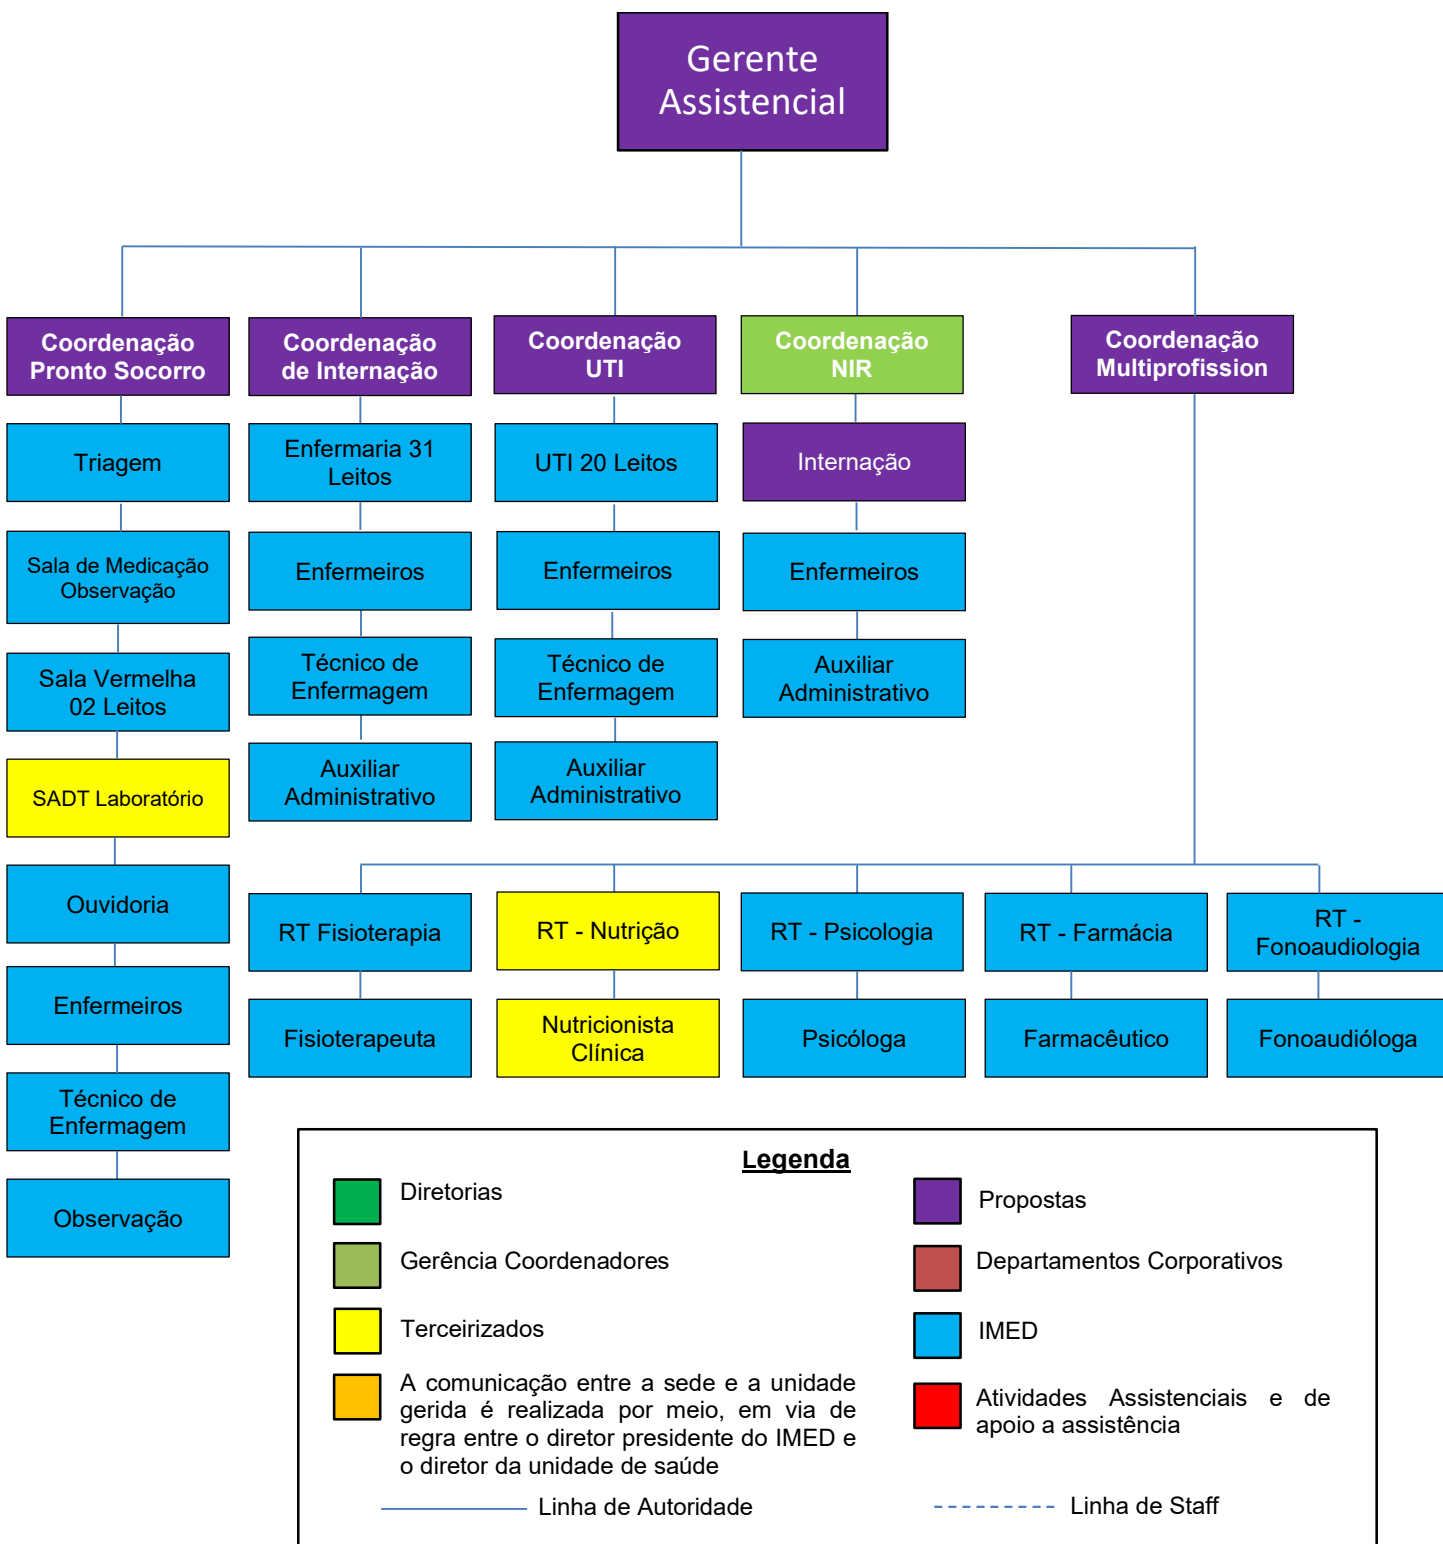 Gerente
Assistencial
Coordenação
Pronto Socorro
Coordenação
de Internação
Coordenação
UTI
Coordenação
NIR
Coordenação
Multiprofission
Triagem
Enfermaria 31
Leitos
UTI 20 Leitos
Internação
Sala de Medicação
Observação
Enfermeiros
Enfermeiros
Enfermeiros
Sala Vermelha
02 Leitos
Técnico de
Enfermagem
Técnico de
Enfermagem
Auxiliar
Administrativo
SADT Laboratório
Auxiliar
Administrativo
Auxiliar
Administrativo
Ouvidoria
RT Fisioterapia
RT - Nutrição
RT - Psicologia
RT - Farmácia
RT -
Fonoaudiologia
Enfermeiros
Fisioterapeuta
Nutricionista
Clínica
Psicóloga
Farmacêutico
Fonoaudióloga
Técnico de
Enfermagem
Observação
Legenda
Diretorias
Propostas
Gerência Coordenadores
Departamentos Corporativos
Terceirizados
IMED
A comunicação entre a sede e a unidade
gerida é realizada por meio, em via de
regra entre o diretor presidente do IMED e
o diretor da unidade de saúde
Atividades Assistenciais e de
apoio a assistência
Linha de Autoridade
Linha de Staff